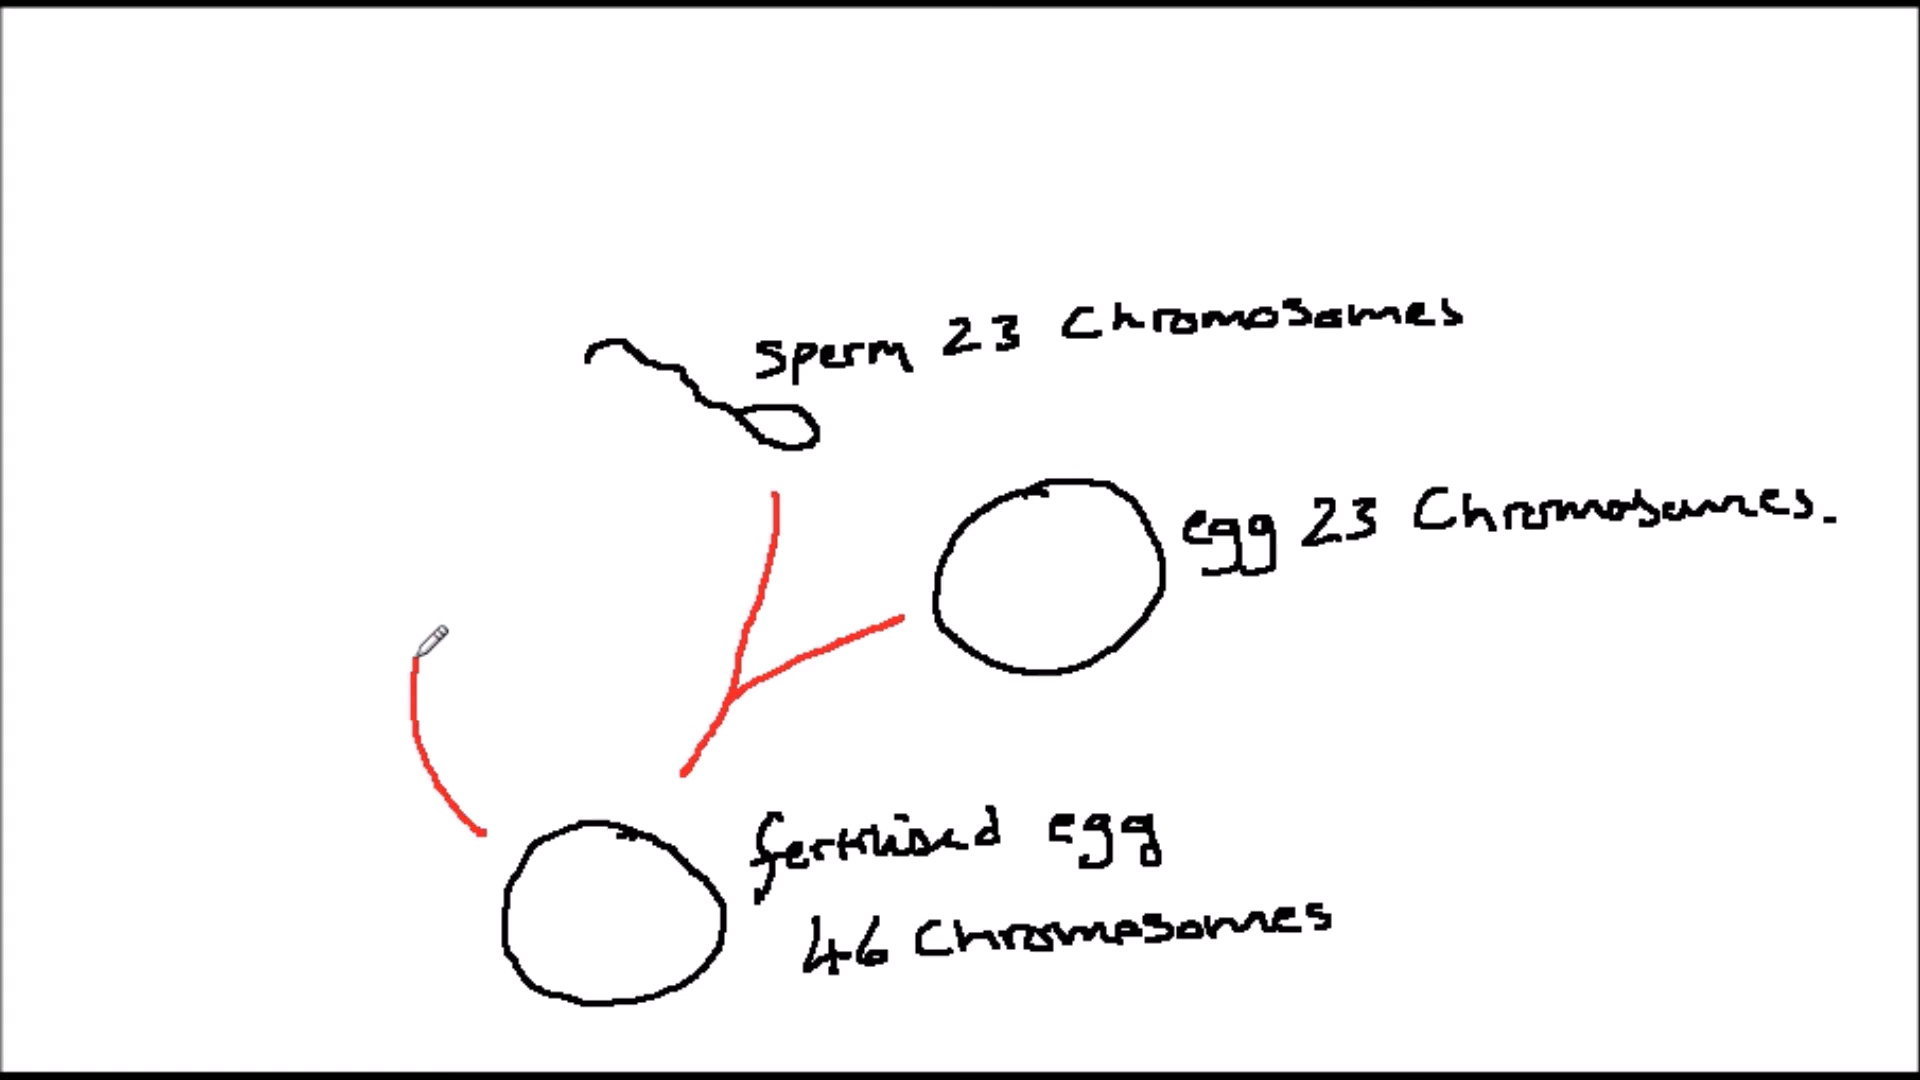 sperm 23 Chromosomes
egg 23 Chromosomes.
fertilised egg
46 Chromosomes